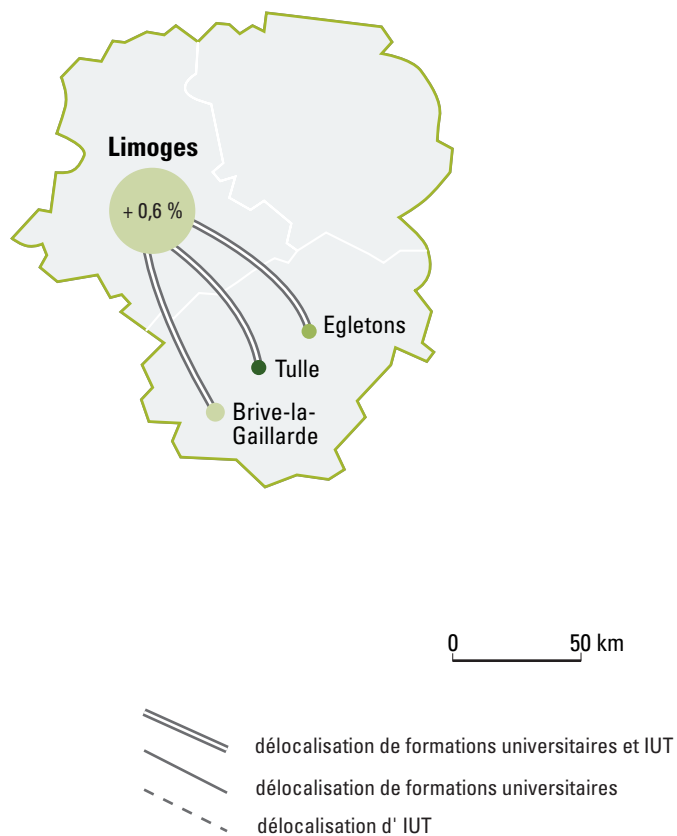 Limoges
+ 0,6 %
Egletons
Tulle
Brive-la-
Gaillarde
0 50 km
délocalisation de formations universitaires et IUT
délocalisation de formations universitaires
délocalisation d' IUT